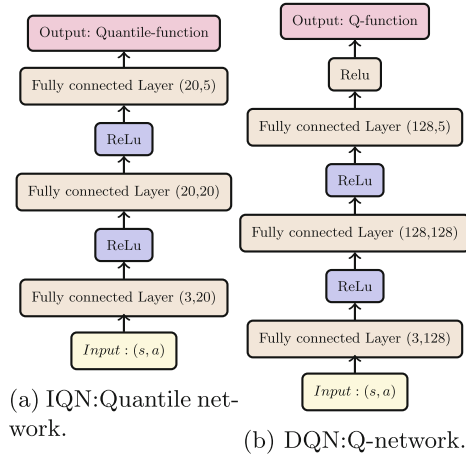 Output: Quantile-function
Fully connected Layer (20,5)
ReLu
Fully connected Layer (20,20)
ReLu
Fully connected Layer (3,20)
Input : (s, a)
(a) IQN:Quantile net-
work.
Output: Q-function
Relu
Fully connected Layer (128,5)
ReLu
Fully connected Layer (128,128)
ReLu
Fully connected Layer (3,128)
Input : (s, a)
(b) DQN:Q-network.